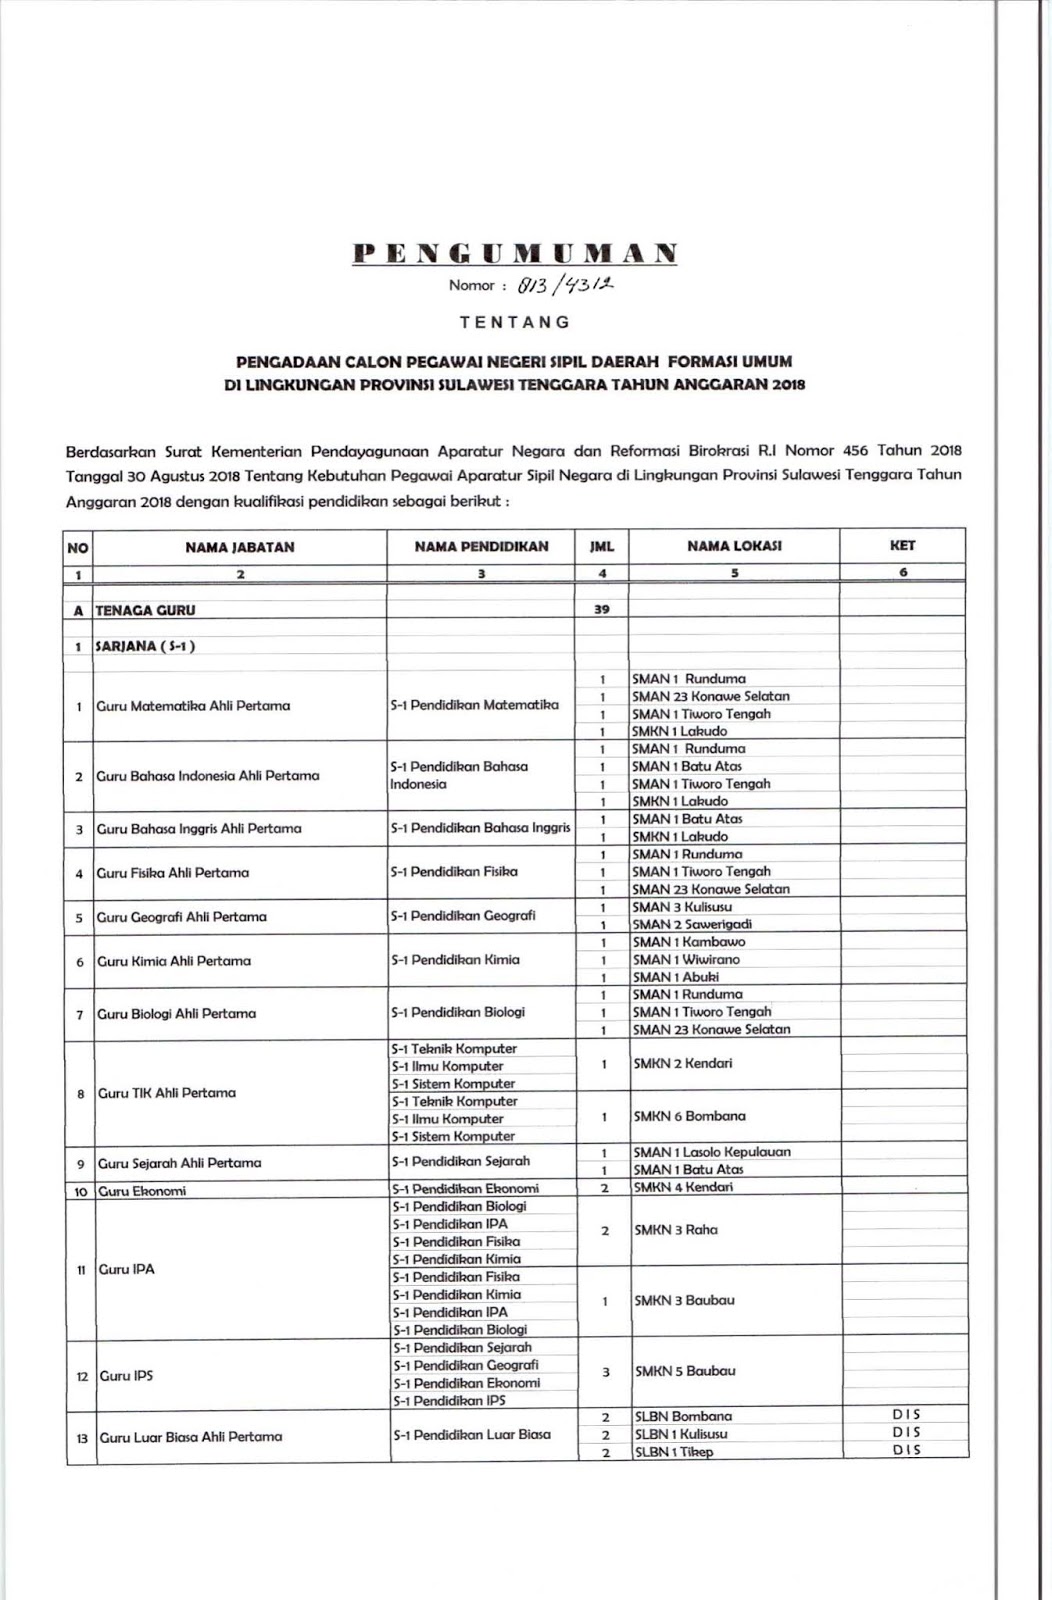 PENGUMUMAN
Nomor : 813/4312
TENTANG
PENGADAAN CALON PEGAWAI NEGERI SIPIL DAERAH FORMASI UMUM
DI LINGKUNGAN PROVINSI SULAWESI TENGGARA TAHUN ANGGARAN 2018
Berdasarkan Surat Kementerian Pendayagunaan Aparatur Negara dan Reformasi Birokrasi R.I Nomor 456 Tahun 2018
Tanggal 30 Agustus 2018 Tentang Kebutuhan Pegawai Aparatur Sipil Negara di Lingkungan Provinsi Sulawesi Tenggara Tahun
Anggaran 2018 dengan kualifikasi pendidikan sebagai berikut :
NO NAMA JABATAN NAMA PENDIDIKAN JML NAMA LOKASI KET
1 2 3 4 5 6
A TENAGA GURU 39
1 SARJANA ( S-1 )
1 Guru Matematika Ahli Pertama S-1 Pendidikan Matematika 1 SMAN 1 Runduma
1 SMAN 23 Konawe Selatan
1 SMAN 1 Tiworo Tengah
1 SMKN 1 Lakudo
2 Guru Bahasa Indonesia Ahli Pertama S-1 Pendidikan Bahasa Indonesia 1 SMAN 1 Runduma
1 SMAN 1 Batu Atas
1 SMAN 1 Tiworo Tengah
1 SMKN 1 Lakudo
3 Guru Bahasa Inggris Ahli Pertama S-1 Pendidikan Bahasa Inggris 1 SMAN 1 Batu Atas
1 SMKN 1 Lakudo
4 Guru Fisika Ahli Pertama S-1 Pendidikan Fisika 1 SMAN 1 Runduma
1 SMAN 1 Tiworo Tengah
1 SMAN 23 Konawe Selatan
5 Guru Geografi Ahli Pertama S-1 Pendidikan Geografi 1 SMAN 3 Kulisusu
1 SMAN 2 Sawerigadi
6 Guru Kimia Ahli Pertama S-1 Pendidikan Kimia 1 SMAN 1 Kambawo
1 SMAN 1 Wiwirano
1 SMAN 1 Abuki
7 Guru Biologi Ahli Pertama S-1 Pendidikan Biologi 1 SMAN 1 Runduma
1 SMAN 1 Tiworo Tengah
1 SMAN 23 Konawe Selatan
8 Guru TIK Ahli Pertama S-1 Teknik Komputer
S-1 Ilmu Komputer 1 SMKN 2 Kendari
S-1 Sistem Komputer
S-1 Teknik Komputer
S-1 Ilmu Komputer 1 SMKN 6 Bombana
S-1 Sistem Komputer
9 Guru Sejarah Ahli Pertama S-1 Pendidikan Sejarah 1 SMAN 1 Lasolo Kepulauan
1 SMAN 1 Batu Atas
10 Guru Ekonomi S-1 Pendidikan Ekonomi 2 SMKN 4 Kendari
11 Guru IPA S-1 Pendidikan Biologi
S-1 Pendidikan IPA 2 SMKN 3 Raha
S-1 Pendidikan Fisika
S-1 Pendidikan Kimia
S-1 Pendidikan Fisika
S-1 Pendidikan Kimia 1 SMKN 3 Baubau
S-1 Pendidikan IPA
S-1 Pendidikan Biologi
12 Guru IPS S-1 Pendidikan Sejarah
S-1 Pendidikan Geografi 3 SMKN 5 Baubau
S-1 Pendidikan Ekonomi
S-1 Pendidikan IPS
13 Guru Luar Biasa Ahli Pertama S-1 Pendidikan Luar Biasa 2 SLBN Bombana DIS
2 SLBN 1 Kulisusu DIS
2 SLBN 1 Tikep DIS